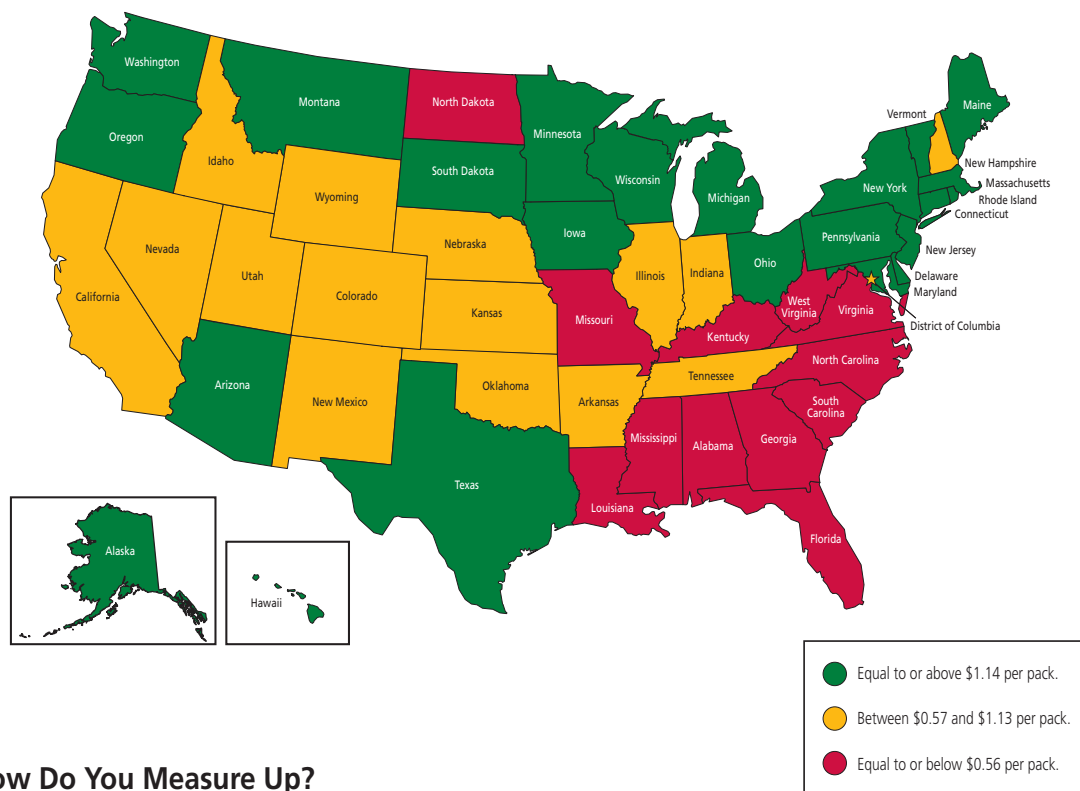 Washington
Montana
North Dakota
Minnesota
Maine
Vermont
Oregon
Idaho
South Dakota
Wisconsin
Michigan
New York
New Hampshire
Massachusetts
Rhode Island
Connecticut
Wyoming
Iowa
Pennsylvania
New Jersey
Nevada
Utah
Nebraska
Illinois
Indiana
Ohio
Delaware
Maryland
California
Colorado
Kansas
Missouri
West
Virginia
Virginia
District of Columbia
Kentucky
North Carolina
Arizona
New Mexico
Oklahoma
Arkansas
Tennessee
South
Carolina
Mississippi
Alabama
Georgia
Texas
Louisiana
Florida
Alaska
Hawaii
Equal to or above $1.14 per pack.
Between $0.57 and $1.13 per pack.
Equal to or below $0.56 per pack.
ow Do You Measure Up?